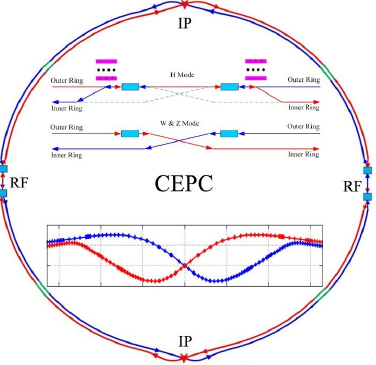 IP
H Mode
Outer Ring Outer Ring
Inner Ring Inner Ring
W & Z Mode
Outer Ring Outer Ring
Inner Ring Inner Ring
RF CEPC RF
IP